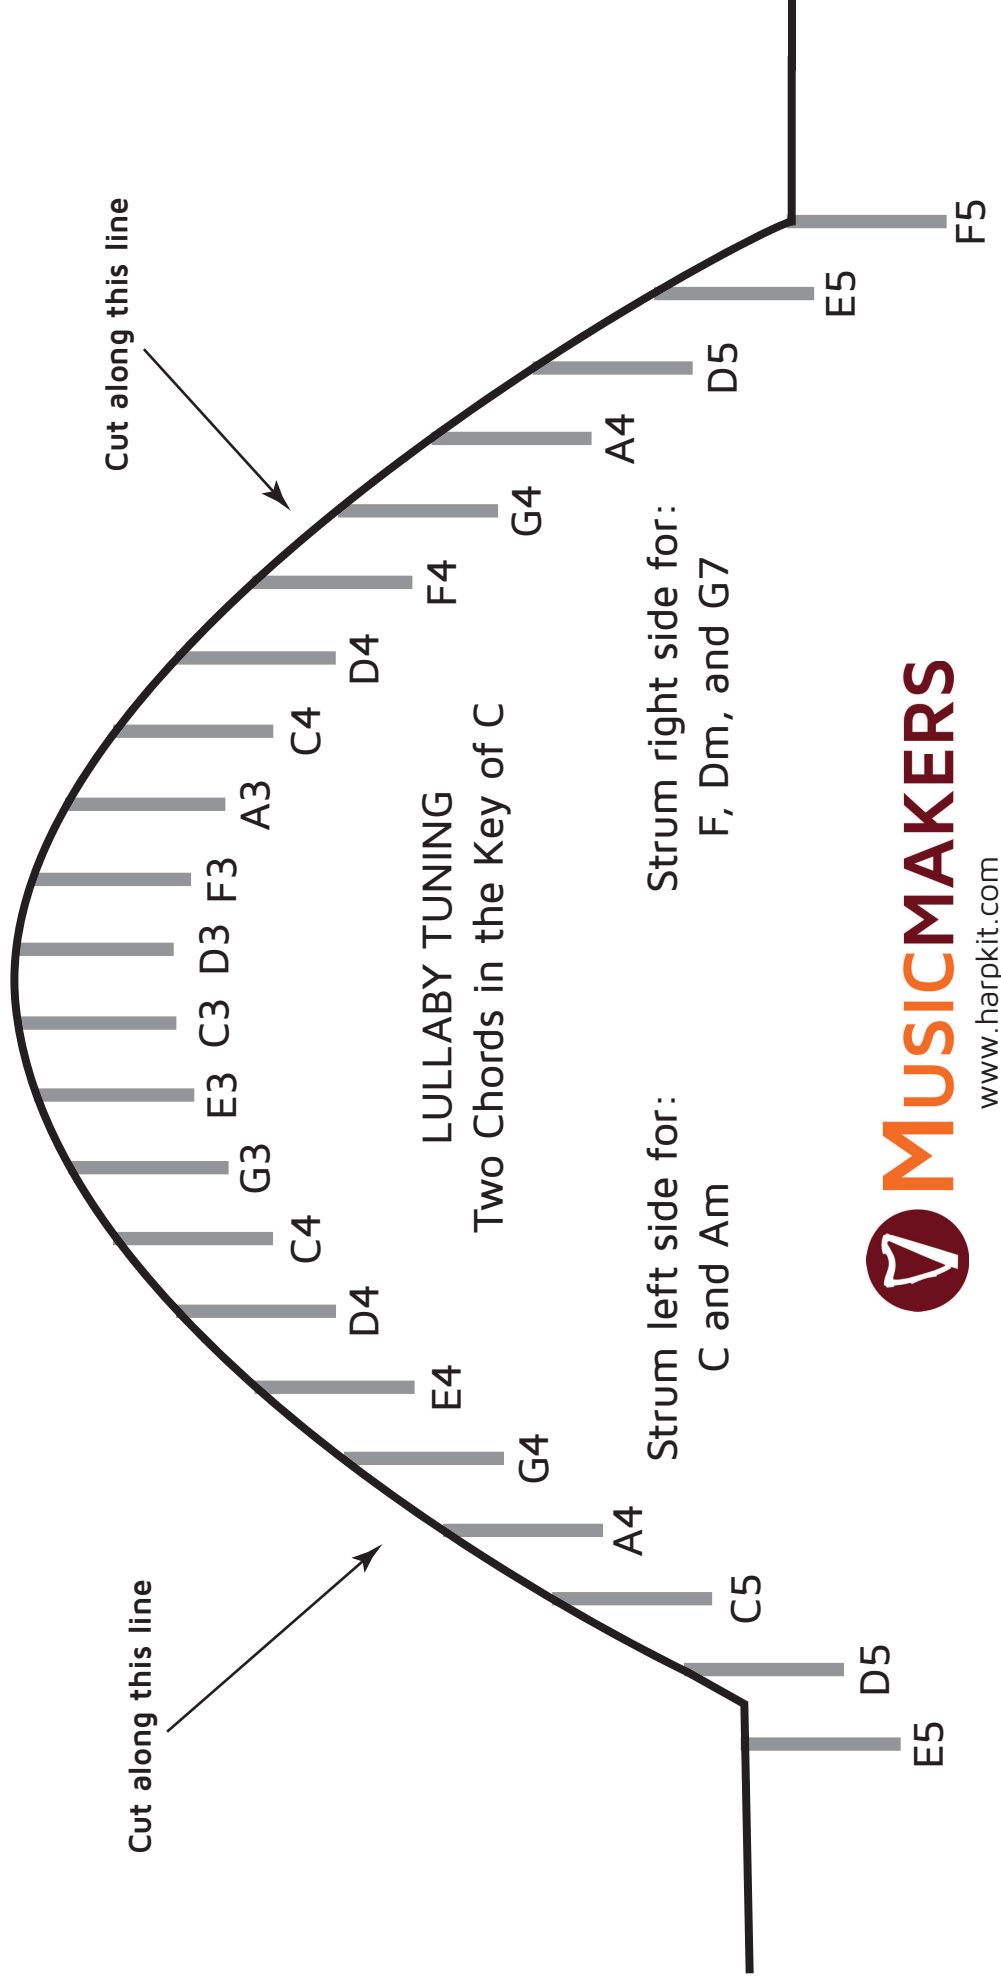 Cut along this line
Cut along this line
E5
D5
C5
A4
G4
E4
D4
C4
G3
E3
C3
D3
F3
A3
C4
D4
F4
G4
A4
D5
E5
F5
LULLABY TUNING
Two Chords in the Key of C
Strum left side for:
C and Am
Strum right side for:
F, Dm, and G7
MUSICMAKERS
www.harpkit.com